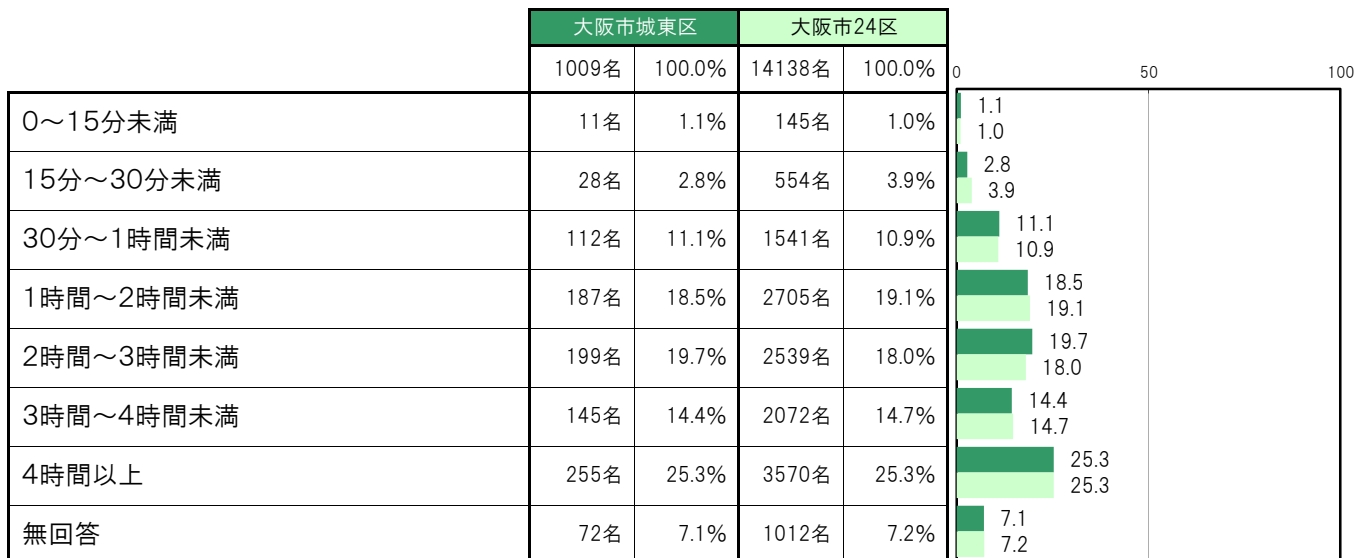 大阪市城東区 大阪市24区
1009名 100.0% 14138名 100.0% 0 50 100
0～15分未満 11名 1.1% 145名 1.0% 1.1
1.0
15分～30分未満 28名 2.8% 554名 3.9% 2.8
3.9
30分～1時間未満 112名 11.1% 1541名 10.9% 11.1
10.9
1時間～2時間未満 187名 18.5% 2705名 19.1% 18.5
19.1
2時間～3時間未満 199名 19.7% 2539名 18.0% 19.7
18.0
3時間～4時間未満 145名 14.4% 2072名 14.7% 14.4
14.7
4時間以上 255名 25.3% 3570名 25.3% 25.3
25.3
無回答 72名 7.1% 1012名 7.2% 7.1
7.2